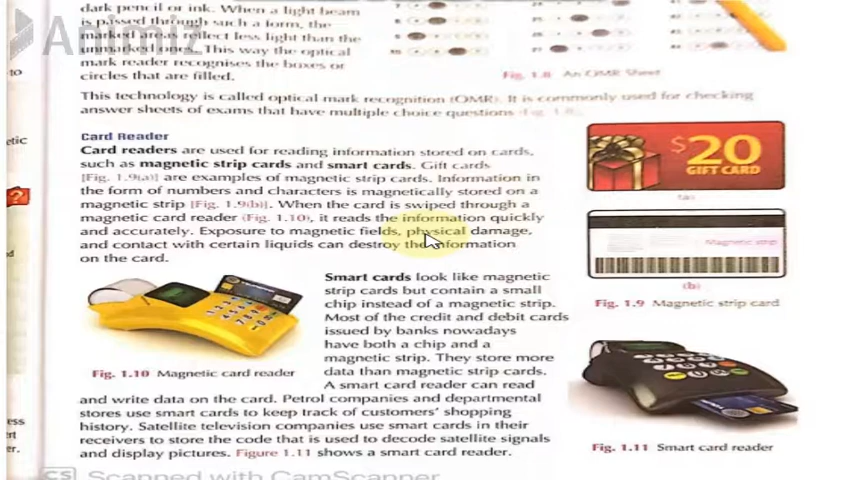 Animiz
dark pencil or ink. When a light beam
is passed through such a form, the
marked reflect less light than the
unmarked This way the optical
mark reader recognises the boxes or
circles that are filled.
Fig. 1.8 An OMR Sheet
This technology is called optical mark recognition (OMR). It is commonly used for checking
answer sheets of exams that have multiple choice questions (Fig. 1.8).
Card Reader
Card readers are used for reading information stored on cards,
such as magnetic strip cards and smart cards. Gift cards
[Fig. 1.9(a)] are examples of magnetic strip cards. Information in
the form of numbers and characters is magnetically stored on a
magnetic strip [Fig. 1.9(b)]. When the card is swiped through a
magnetic card reader (Fig. 1.10), it reads the information quickly
and accurately. Exposure to magnetic fields, physical damage,
and contact with certain liquids can destroy the information
on the card.
$20
GIFT CARD
(a)
Magnetic strip
(b)
Fig. 1.9 Magnetic strip card
Smart cards look like magnetic
strip cards but contain a small
chip instead of a magnetic strip.
Most of the credit and debit cards
issued by banks nowadays
have both a chip and a
magnetic strip. They store more
data than magnetic strip cards.
A smart card reader can read
and write data on the card. Petrol companies and departmental
stores use smart cards to keep track of customers' shopping
history. Satellite television companies use smart cards in their
receivers to store the code that is used to decode satellite signals
and display pictures. Figure 1.11 shows a smart card reader.
Fig. 1.10 Magnetic card reader
Fig. 1.11 Smart card reader
to
etic
?
ess
rt
er.
CS Scanned with CamScanner